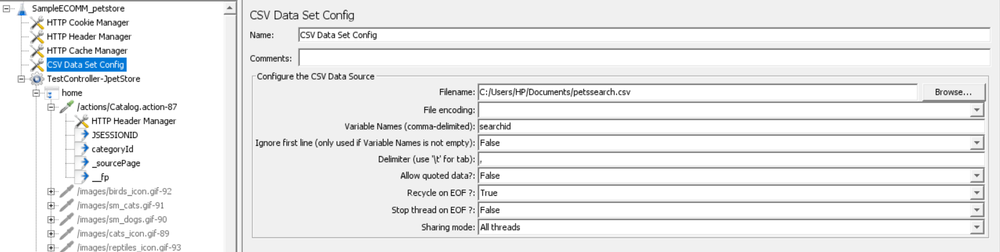 SampleECOMM_petstore
HTTP Cookie Manager
HTTP Header Manager
HTTP Cache Manager
CSV Data Set Config
TestController-JpetStore
home
/actions/Catalog.action-87
HTTP Header Manager
JSESSIONID
categoryId
_sourcePage
__fp
/images/birds_icon.gif-92
/images/sm_cats.gif-91
/images/sm_dogs.gif-90
/images/cats_icon.gif-89
/images/reptiles_icon.gif-93
CSV Data Set Config
Name: CSV Data Set Config
Comments:
Configure the CSV Data Source
Filename: C:/Users/HP/Documents/petssearch.csv Browse...
File encoding:
Variable Names (comma-delimited): searchid
Ignore first line (only used if Variable Names is not empty): False
Delimiter (use '\t' for tab): ,
Allow quoted data?: False
Recycle on EOF ?: True
Stop thread on EOF ?: False
Sharing mode: All threads